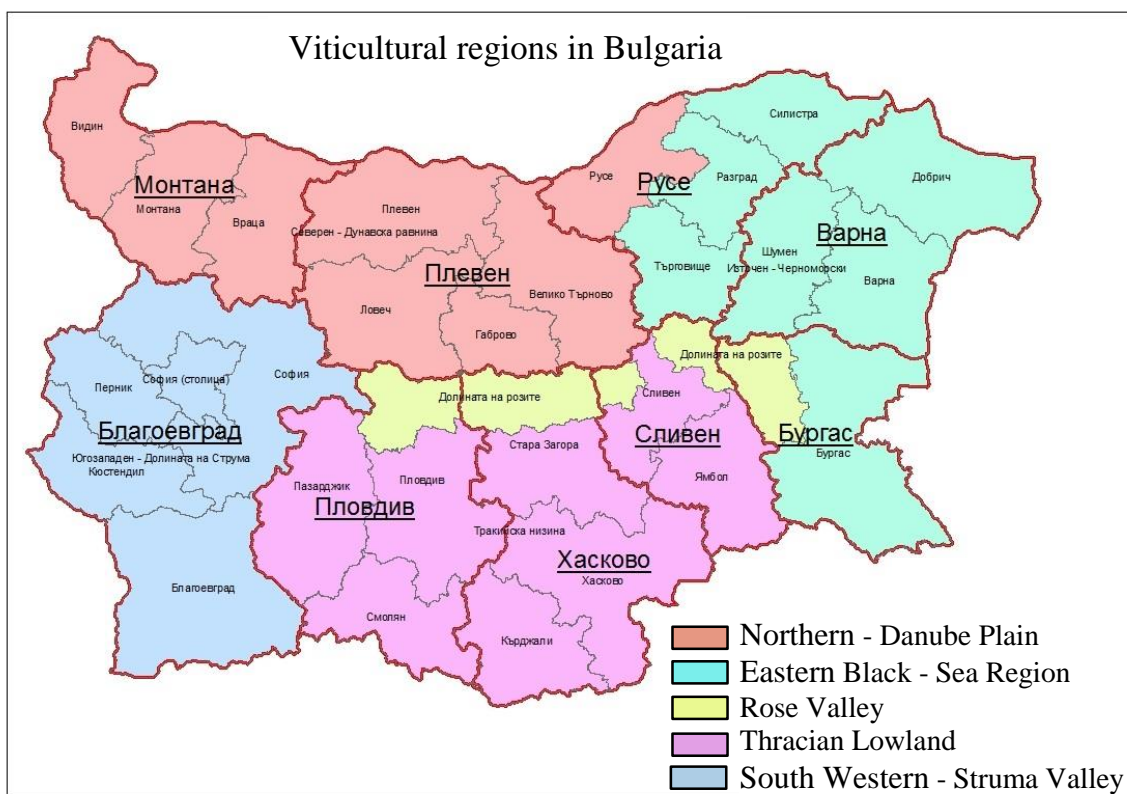 Viticultural regions in Bulgaria
Видин
Силистра
Русе
Разград
Добрич
Монтана
Русе
Монтана
Плевен
Враца
Северен - Дунавска равнина
Варна
Шумен
Източен - Черноморски
Търговище
Варна
Плевен
Велико Търново
Ловеч
Габрово
Долината на розите
София (столица)
София
Перник
Долината на розите
Сливен
Благоевград
Сливен
Бургас
Стара Загора
Бургас
Югозападен - Долината на Струма
Кюстендил
Пазарджик
Пловдив
Ямбол
Пловдив
Тракийска низина
Хасково
Хасково
Благоевград
Смолян
Кърджали
Northern - Danube Plain
Eastern Black - Sea Region
Rose Valley
Thracian Lowland
South Western - Struma Valley